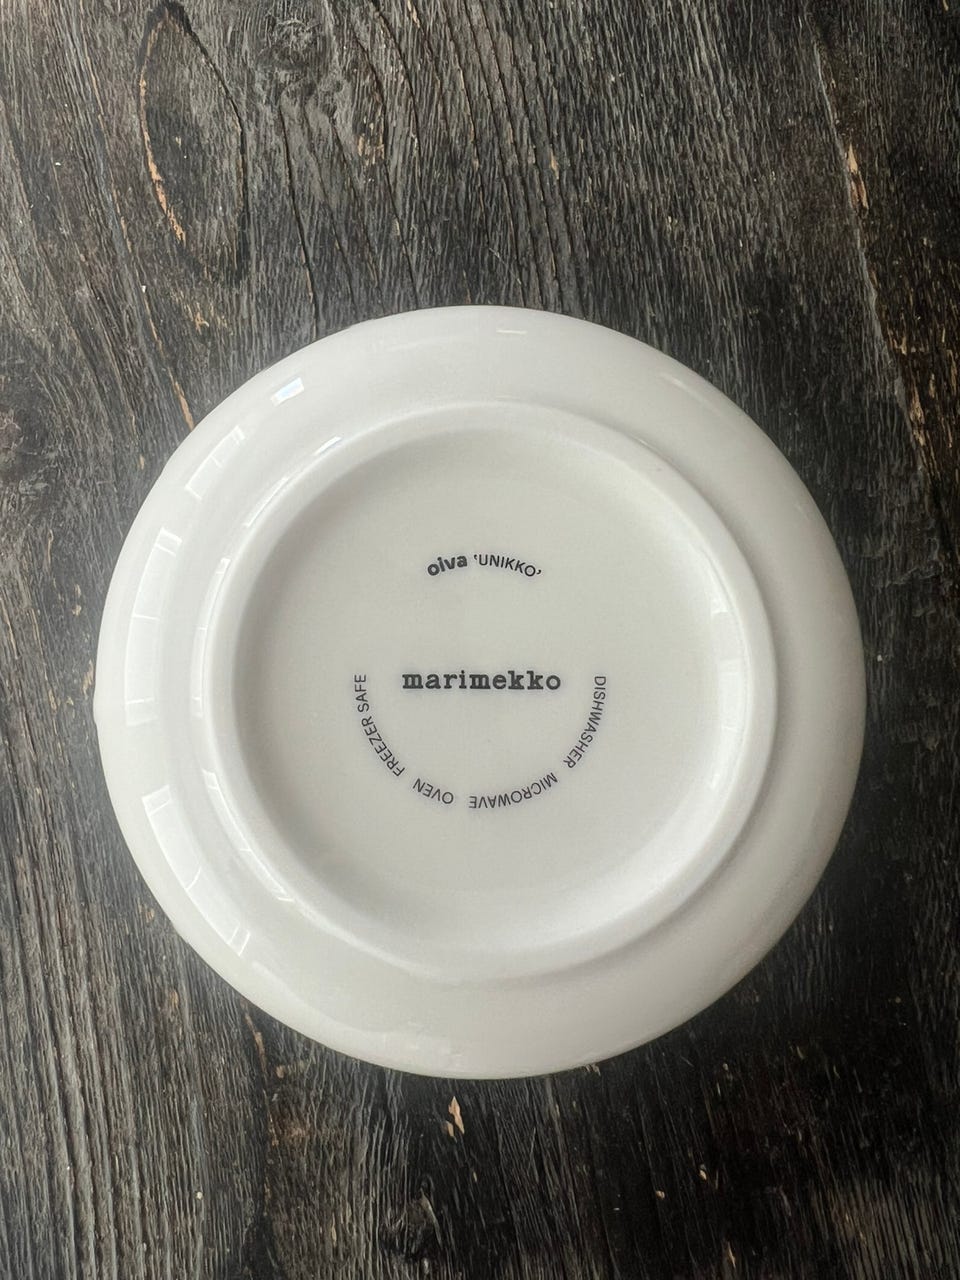 oiva 'UNIKKO'
marimekko
DISHWASHER MICROWAVE OVEN FREEZER SAFE